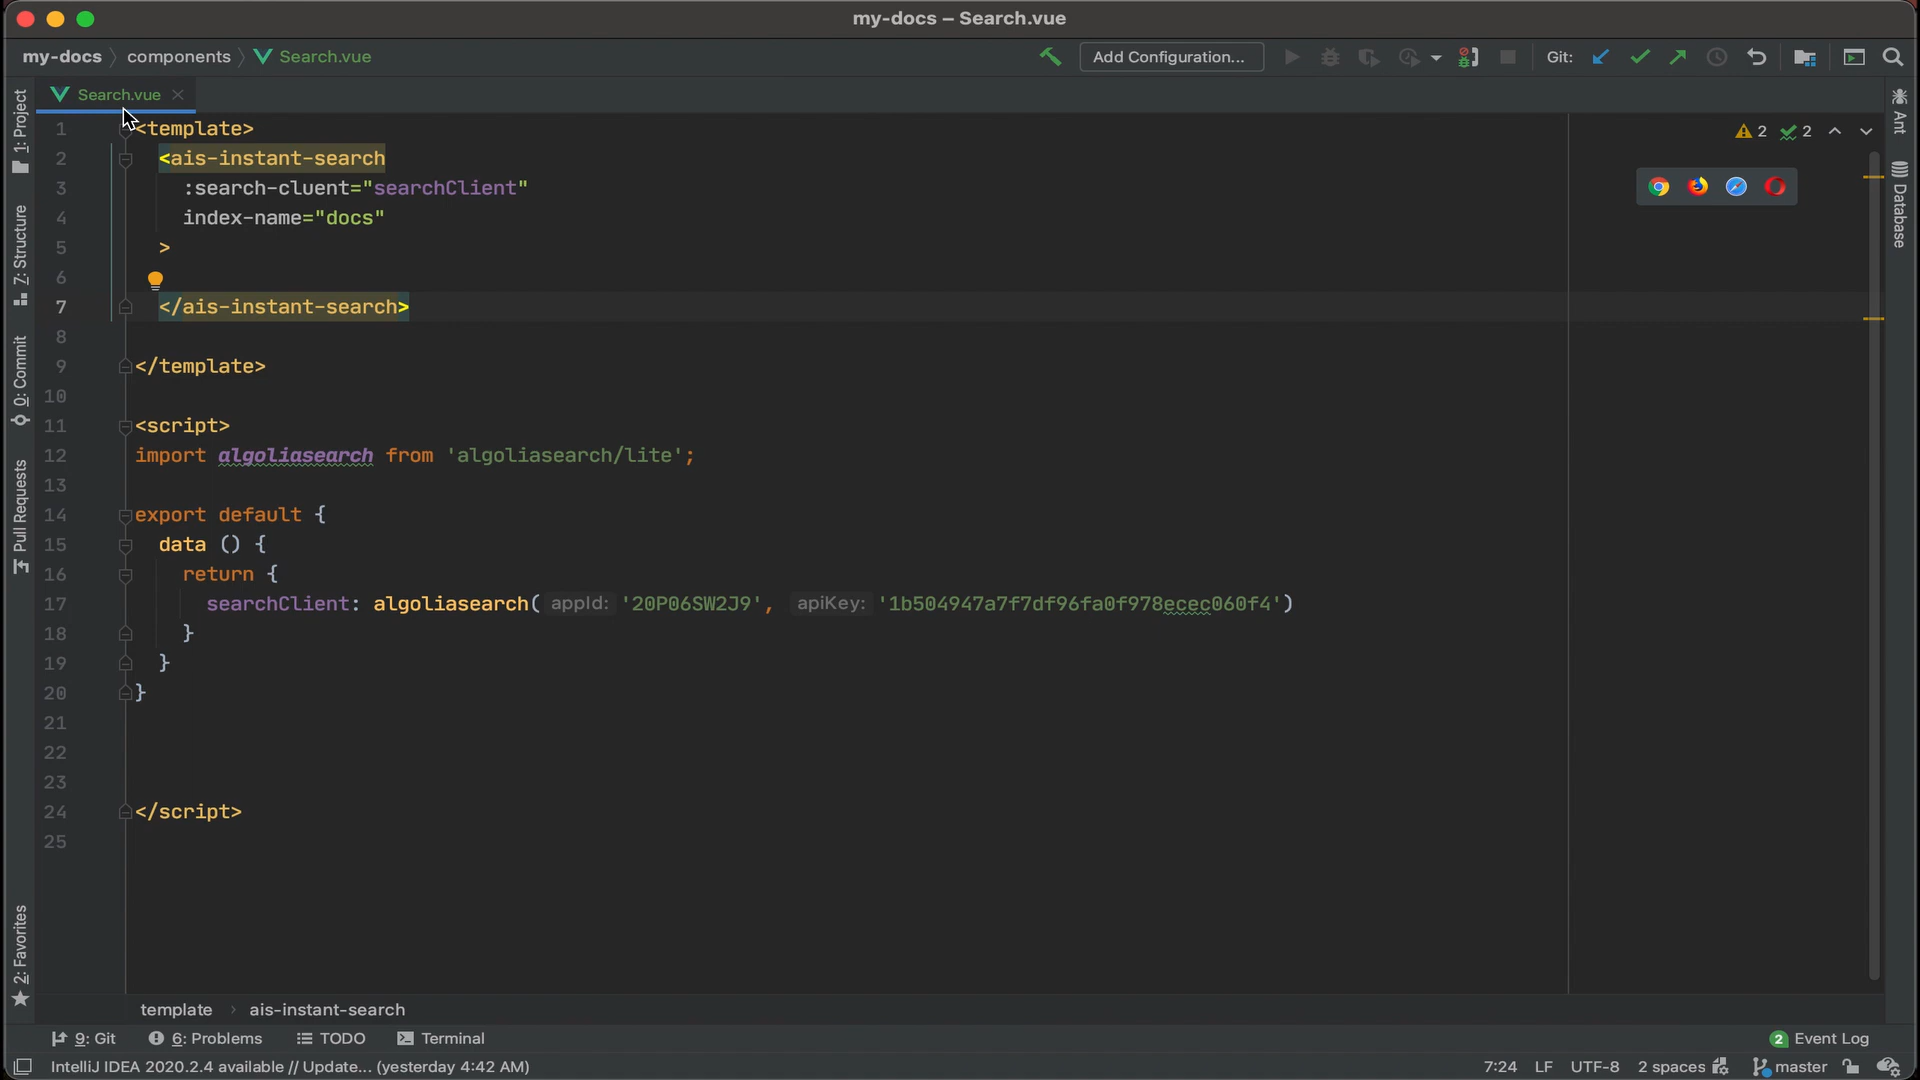 my-docs – Search.vue
my-docs components Search.vue Add Configuration... Git:
Search.vue
1 <template>
2 <ais-instant-search
3 :search-cluent="searchClient"
4 index-name="docs"
5 >
6
7 </ais-instant-search>
8
9 </template>
10
11 <script>
12 import algoliasearch from 'algoliasearch/lite';
13
14 export default {
15 data () {
16 return {
17 searchClient: algoliasearch( appId: '20P06SW2J9', apiKey: '1b504947a7f7df96fa0f978ecec060f4')
18 }
19 }
20 }
21
22
23
24 </script>
25
2 2
1: Project
7: Structure
0: Commit
Pull Requests
2: Favorites
Ant
Database
template › ais-instant-search
9: Git 6: Problems TODO Terminal 2 Event Log
IntelliJ IDEA 2020.2.4 available // Update... (yesterday 4:42 AM) 7:24 LF UTF-8 2 spaces master